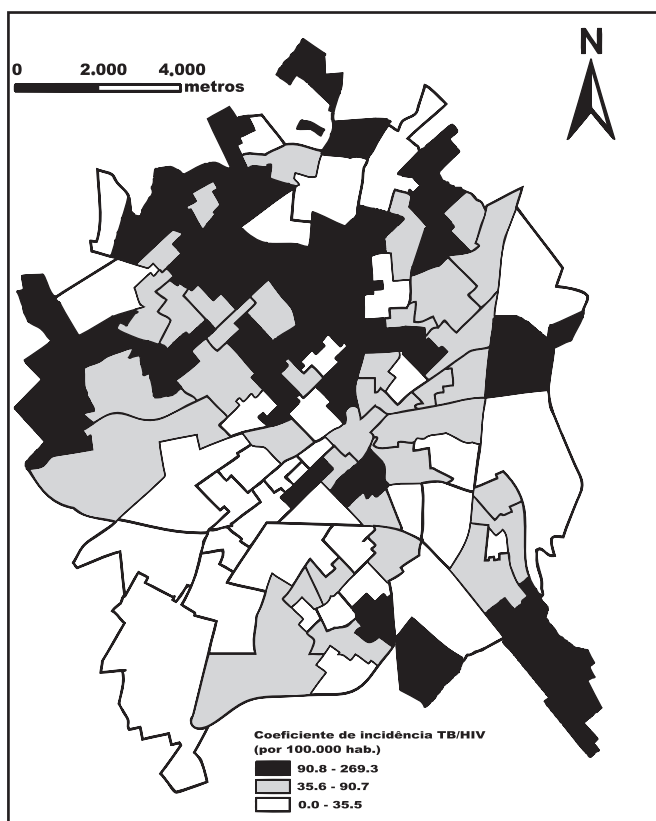 N
0 2.000 4.000
metros
Coeficiente de incidência TB/HIV
(por 100.000 hab.)
90.8 - 269.3
35.6 - 90.7
0.0 - 35.5